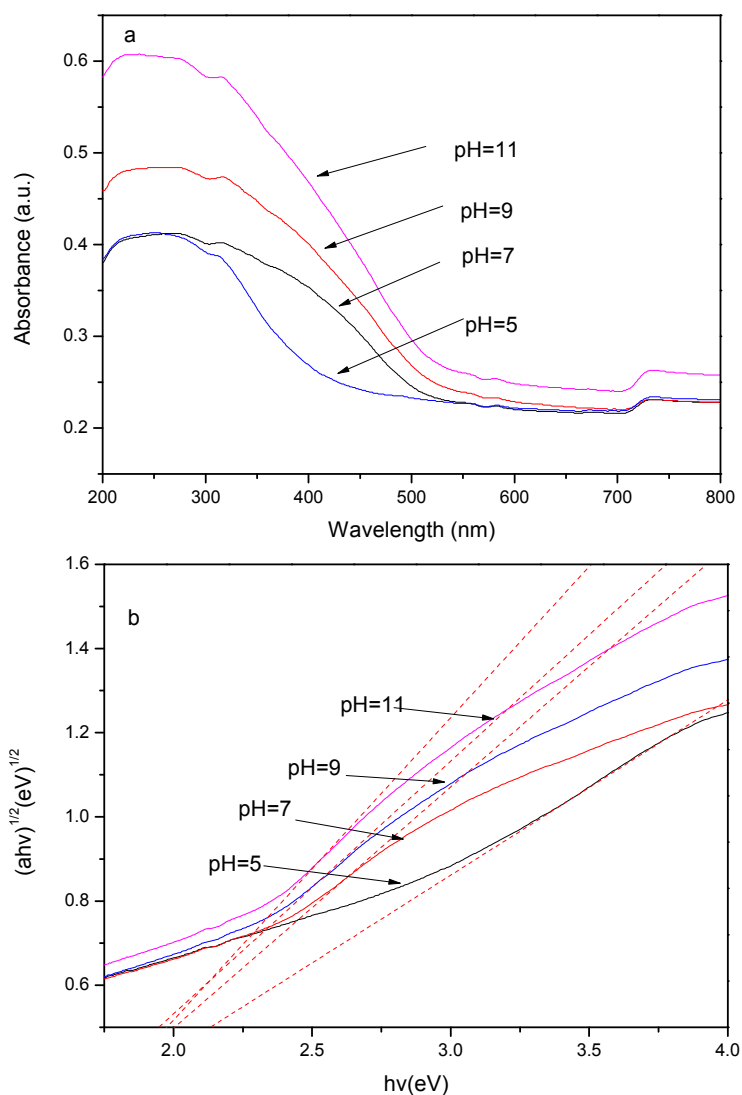 a
0.6
0.5
0.4
0.3
0.2
Absorbance (a.u.)
pH=11
pH=9
pH=7
pH=5
200 300 400 500 600 700 800
Wavelength (nm)
b
1.6
1.4
1.2
1.0
0.8
0.6
(ahv)1/2(eV)1/2
pH=11
pH=9
pH=7
pH=5
2.0 2.5 3.0 3.5 4.0
hv(eV)